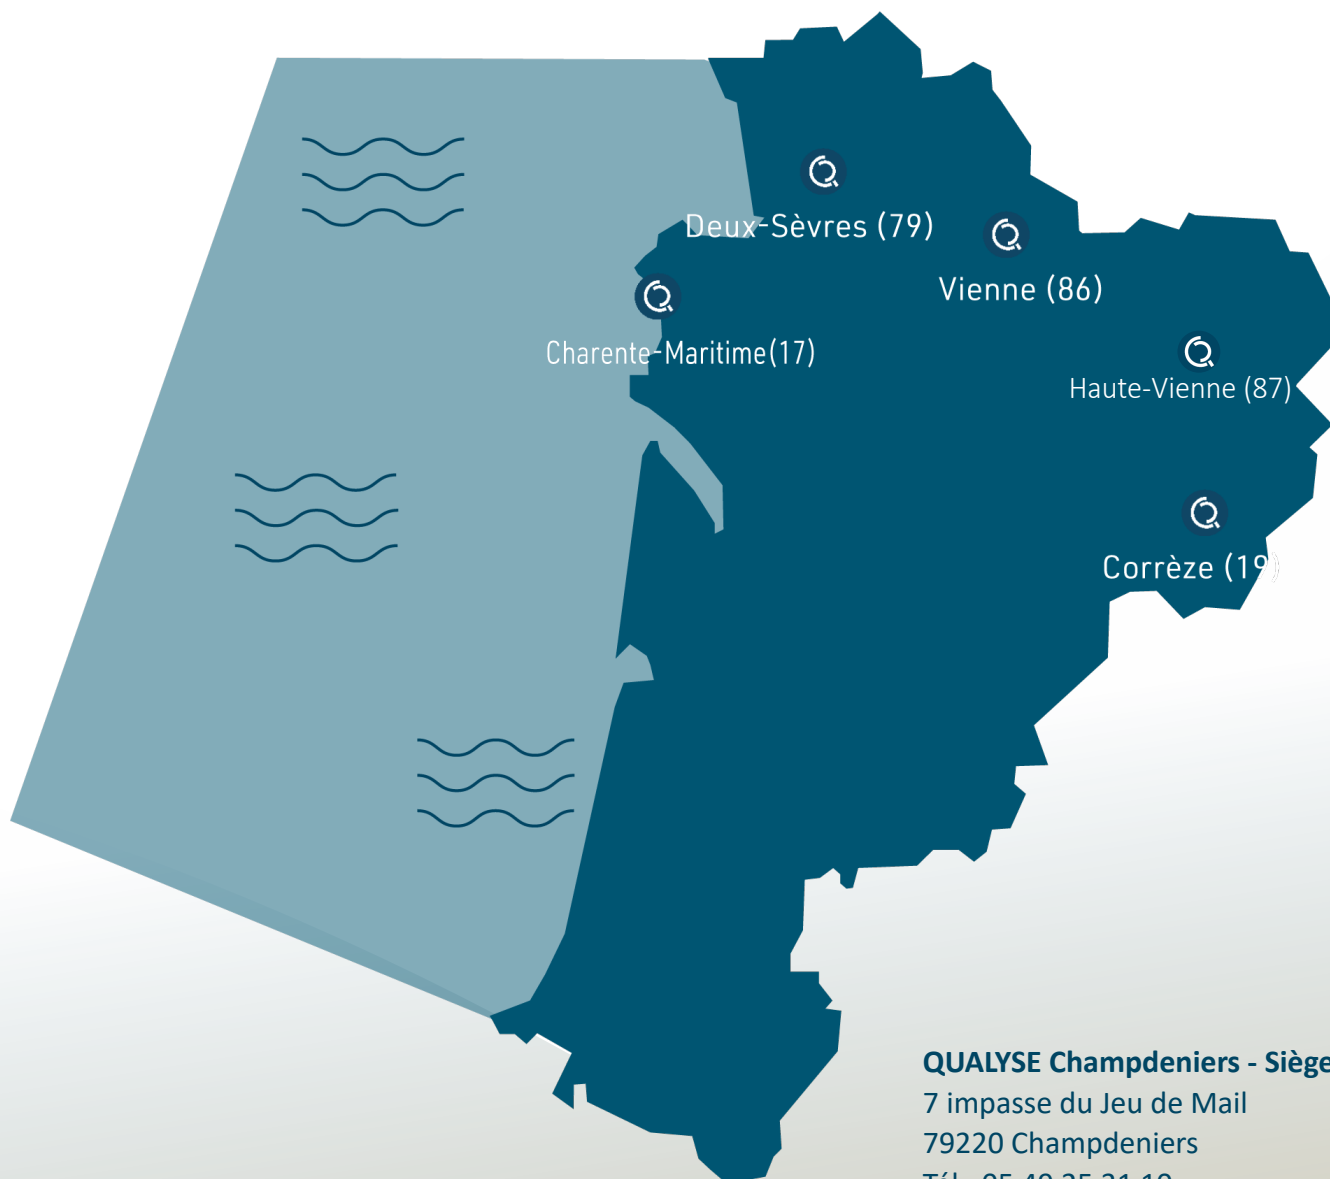 Deux-Sèvres (79)
Vienne (86)
Charente-Maritime(17)
Haute-Vienne (87)
Corrèze (19)
QUALYSE Champdeniers - Siège
7 impasse du Jeu de Mail
79220 Champdeniers